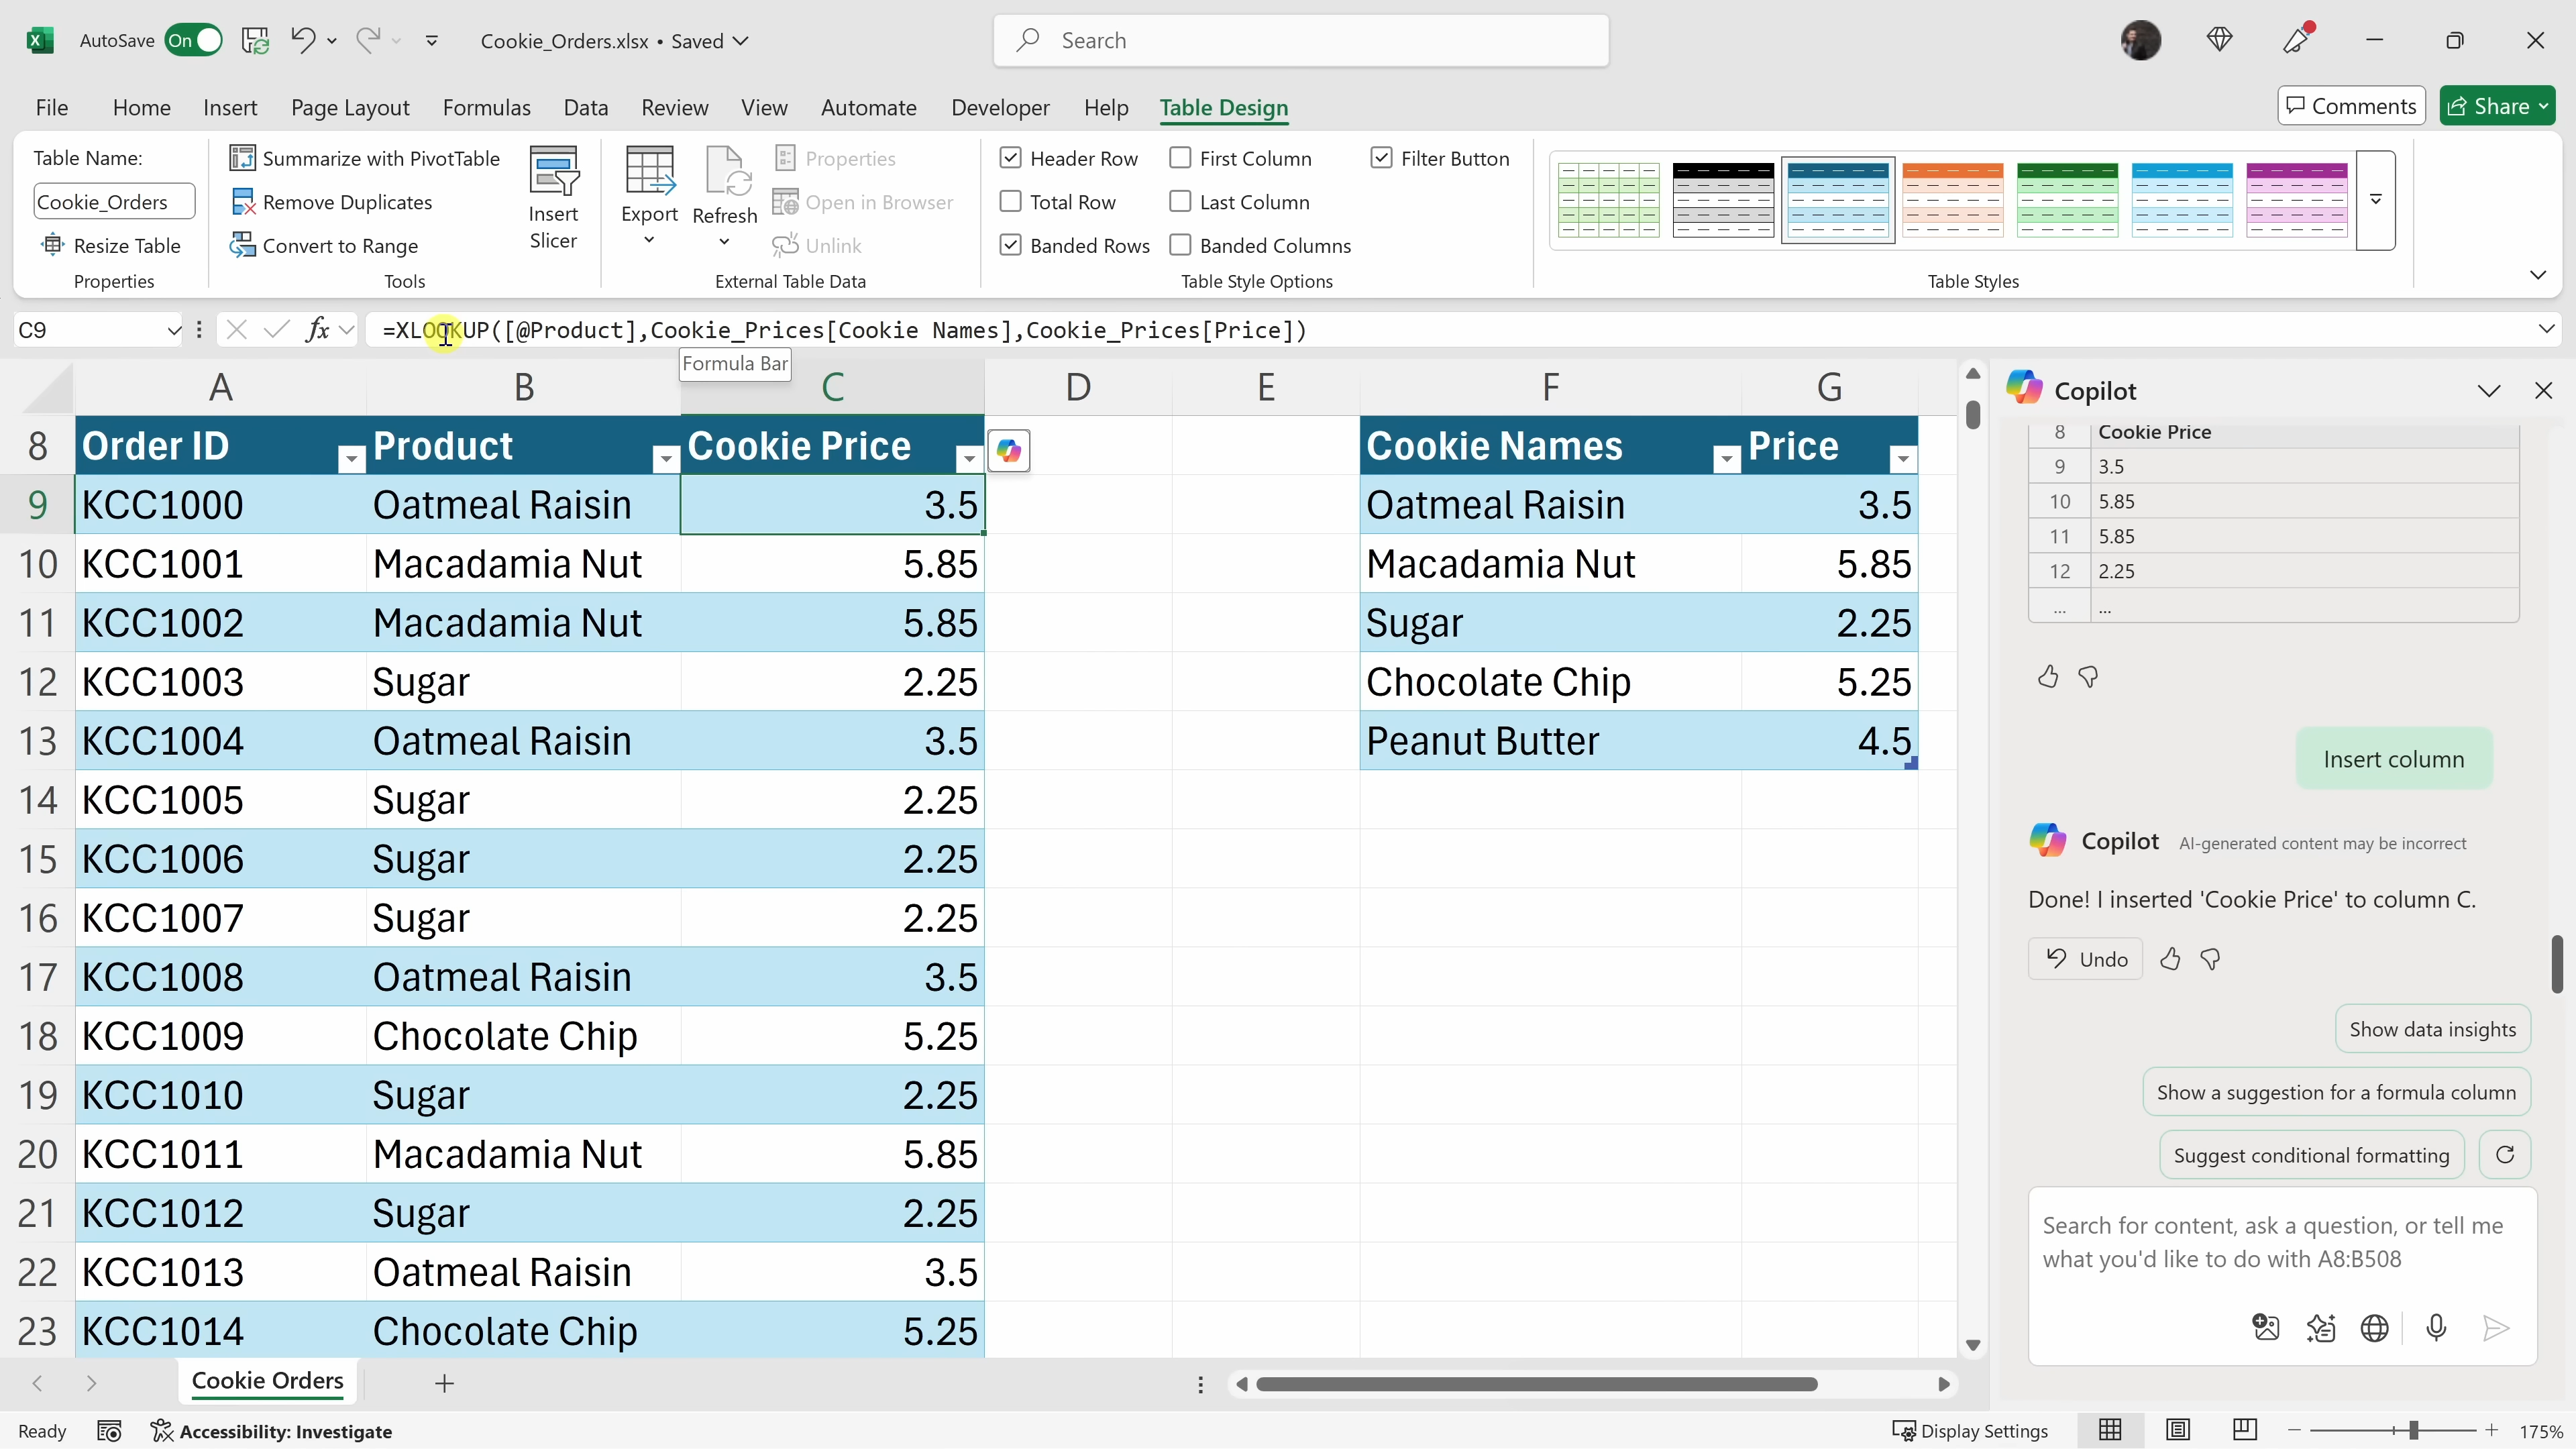 AutoSave On Cookie_Orders.xlsx • Saved Search
File Home Insert Page Layout Formulas Data Review View Automate Developer Help Table Design Comments Share
Table Name:
Cookie_Orders
Resize Table
Properties
Summarize with PivotTable
Remove Duplicates
Convert to Range
Insert
Slicer
Tools
Export
Refresh
Properties
Open in Browser
Unlink
External Table Data
Header Row First Column Filter Button
Total Row Last Column
Banded Rows Banded Columns
Table Style Options
Table Styles
C9 fx =XLOOKUP([@Product],Cookie_Prices[Cookie Names],Cookie_Prices[Price])
Formula Bar
A B C D E F G
8 Order ID Product Cookie Price Cookie Names Price
9 KCC1000 Oatmeal Raisin 3.5 Oatmeal Raisin 3.5
10 KCC1001 Macadamia Nut 5.85 Macadamia Nut 5.85
11 KCC1002 Macadamia Nut 5.85 Sugar 2.25
12 KCC1003 Sugar 2.25 Chocolate Chip 5.25
13 KCC1004 Oatmeal Raisin 3.5 Peanut Butter 4.5
14 KCC1005 Sugar 2.25
15 KCC1006 Sugar 2.25
16 KCC1007 Sugar 2.25
17 KCC1008 Oatmeal Raisin 3.5
18 KCC1009 Chocolate Chip 5.25
19 KCC1010 Sugar 2.25
20 KCC1011 Macadamia Nut 5.85
21 KCC1012 Sugar 2.25
22 KCC1013 Oatmeal Raisin 3.5
23 KCC1014 Chocolate Chip 5.25
Copilot
8 Cookie Price
9 3.5
10 5.85
11 5.85
12 2.25
... ...
Insert column
Copilot AI-generated content may be incorrect
Done! I inserted 'Cookie Price' to column C.
Undo
Show data insights
Show a suggestion for a formula column
Suggest conditional formatting
Search for content, ask a question, or tell me
what you'd like to do with A8:B508
Cookie Orders
Ready Accessibility: Investigate Display Settings 175%